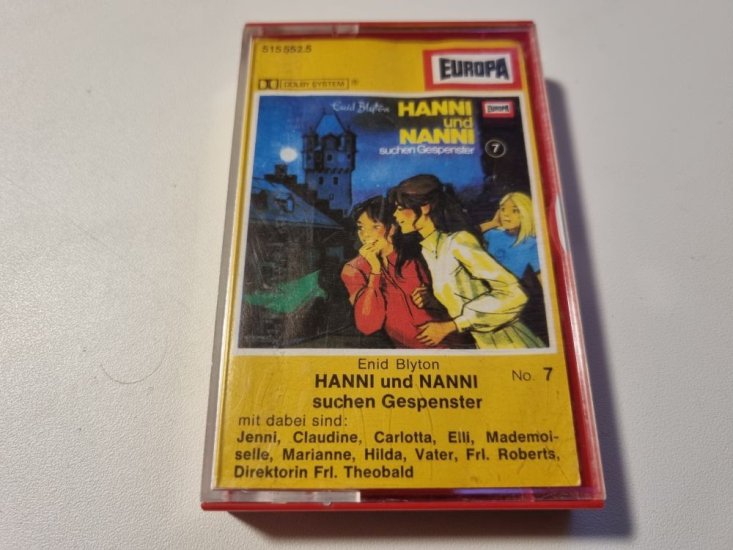 515 552.5
EUROPA
DOLBY SYSTEM ®
Enid Blyton
HANNI
und
NANNI
suchen Gespenster
7
EUROPA
Enid Blyton
HANNI und NANNI
suchen Gespenster
No. 7
mit dabei sind:
Jenni, Claudine, Carlotta, Elli, Mademoi-
selle, Marianne, Hilda, Vater, Frl. Roberts,
Direktorin Frl. Theobald